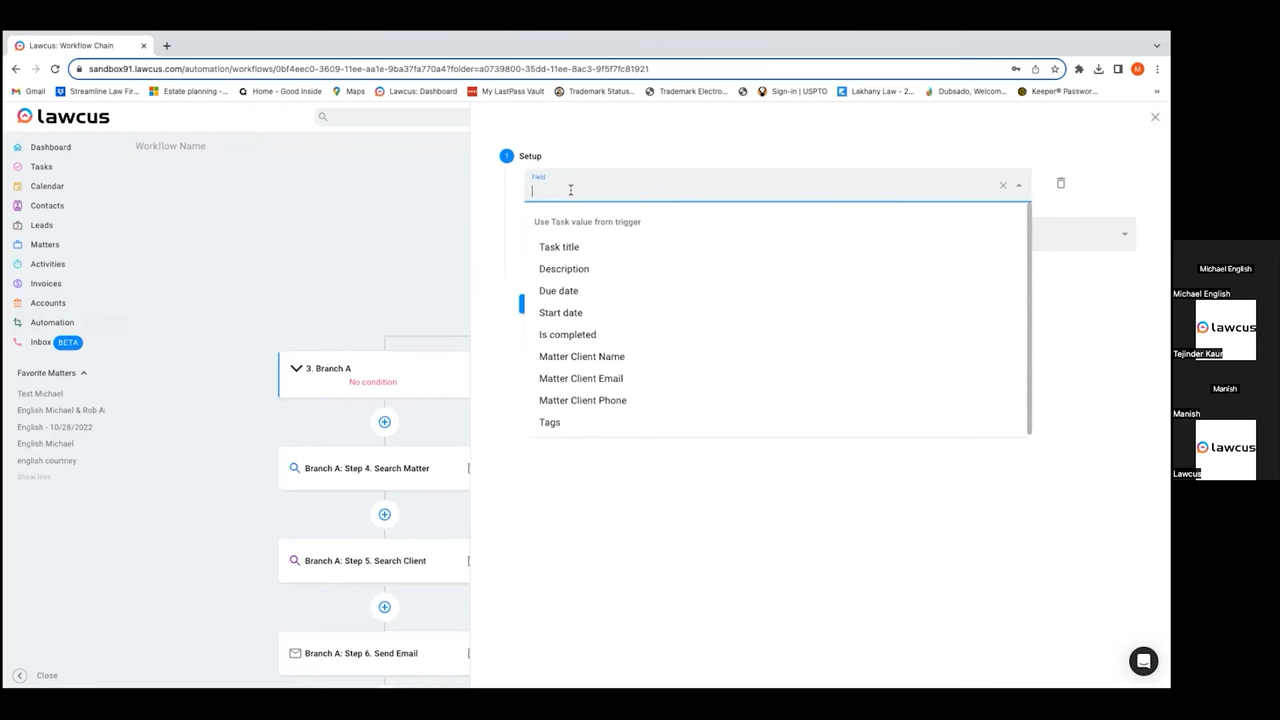 Lawcus: Workflow Chain
sandbox91.lawcus.com/automation/workflows/0bf4eec0-3609-11ee-aa1e-9ba37fa770a4?folder=a0739800-35dd-11ee-8ac3-9f5f7fc81921
M
Gmail
Streamline Law Fir...
Estate planning -...
Home - Good Inside
Maps
Lawcus: Dashboard
My LastPass Vault
Trademark Status...
Trademark Electro...
Sign-in | USPTO
Lakhany Law - 2...
Dubsado, Welcom...
Keeper® Passwor...
»
lawcus
Workflow Name
Dashboard
Tasks
Calendar
Contacts
Leads
Matters
Activities
Invoices
Accounts
Automation
Inbox BETA
Favorite Matters
Test Michael
English Michael & Rob A
English - 10/28/2022
English Michael
english courtney
Show less
Close
3. Branch A
No condition
Branch A: Step 4. Search Matter
Branch A: Step 5. Search Client
Branch A: Step 6. Send Email
1 Setup
Field
Use Task value from trigger
Task title
Description
Due date
Start date
Is completed
Matter Client Name
Matter Client Email
Matter Client Phone
Tags
Michael English
Michael English
lawcus
Tejinder Kaur
Manish
Manish
lawcus
Lawcus